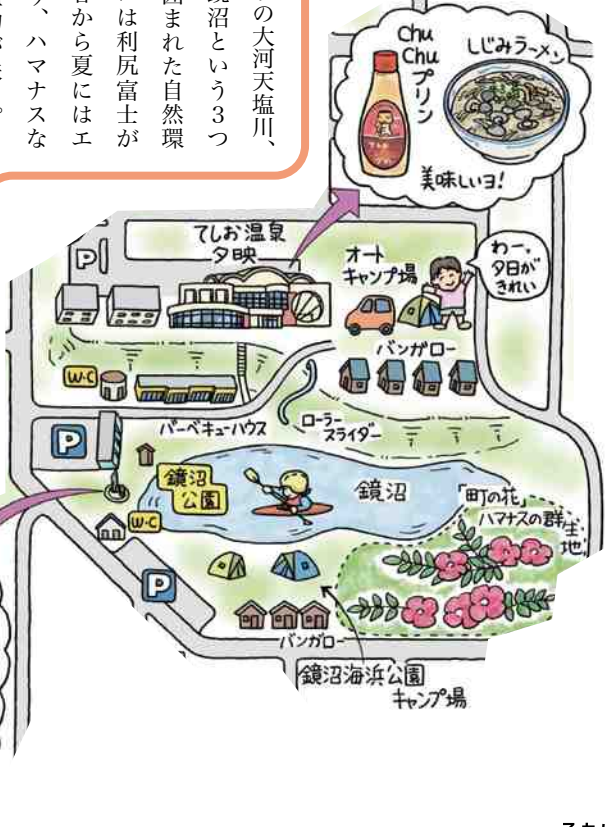 の大河天塩川、
鏡沼という３つ
囲まれた自然環
は利尻富士が
から夏にはエ
、ハマナスな
Chu
Chu
プリン
しじみラーメン
美味しいヨ!
てしお温泉
夕映
P
オート
キャンプ場
わー、
夕日が
きれい
バンガロー
W・C
バーベキューハウス
ローラー
スライダー
P
鏡沼
公園
鏡沼
「町の花」
ハマナスの群生地
W・C
P
バンガロー
鏡沼海浜公園
キャンプ場